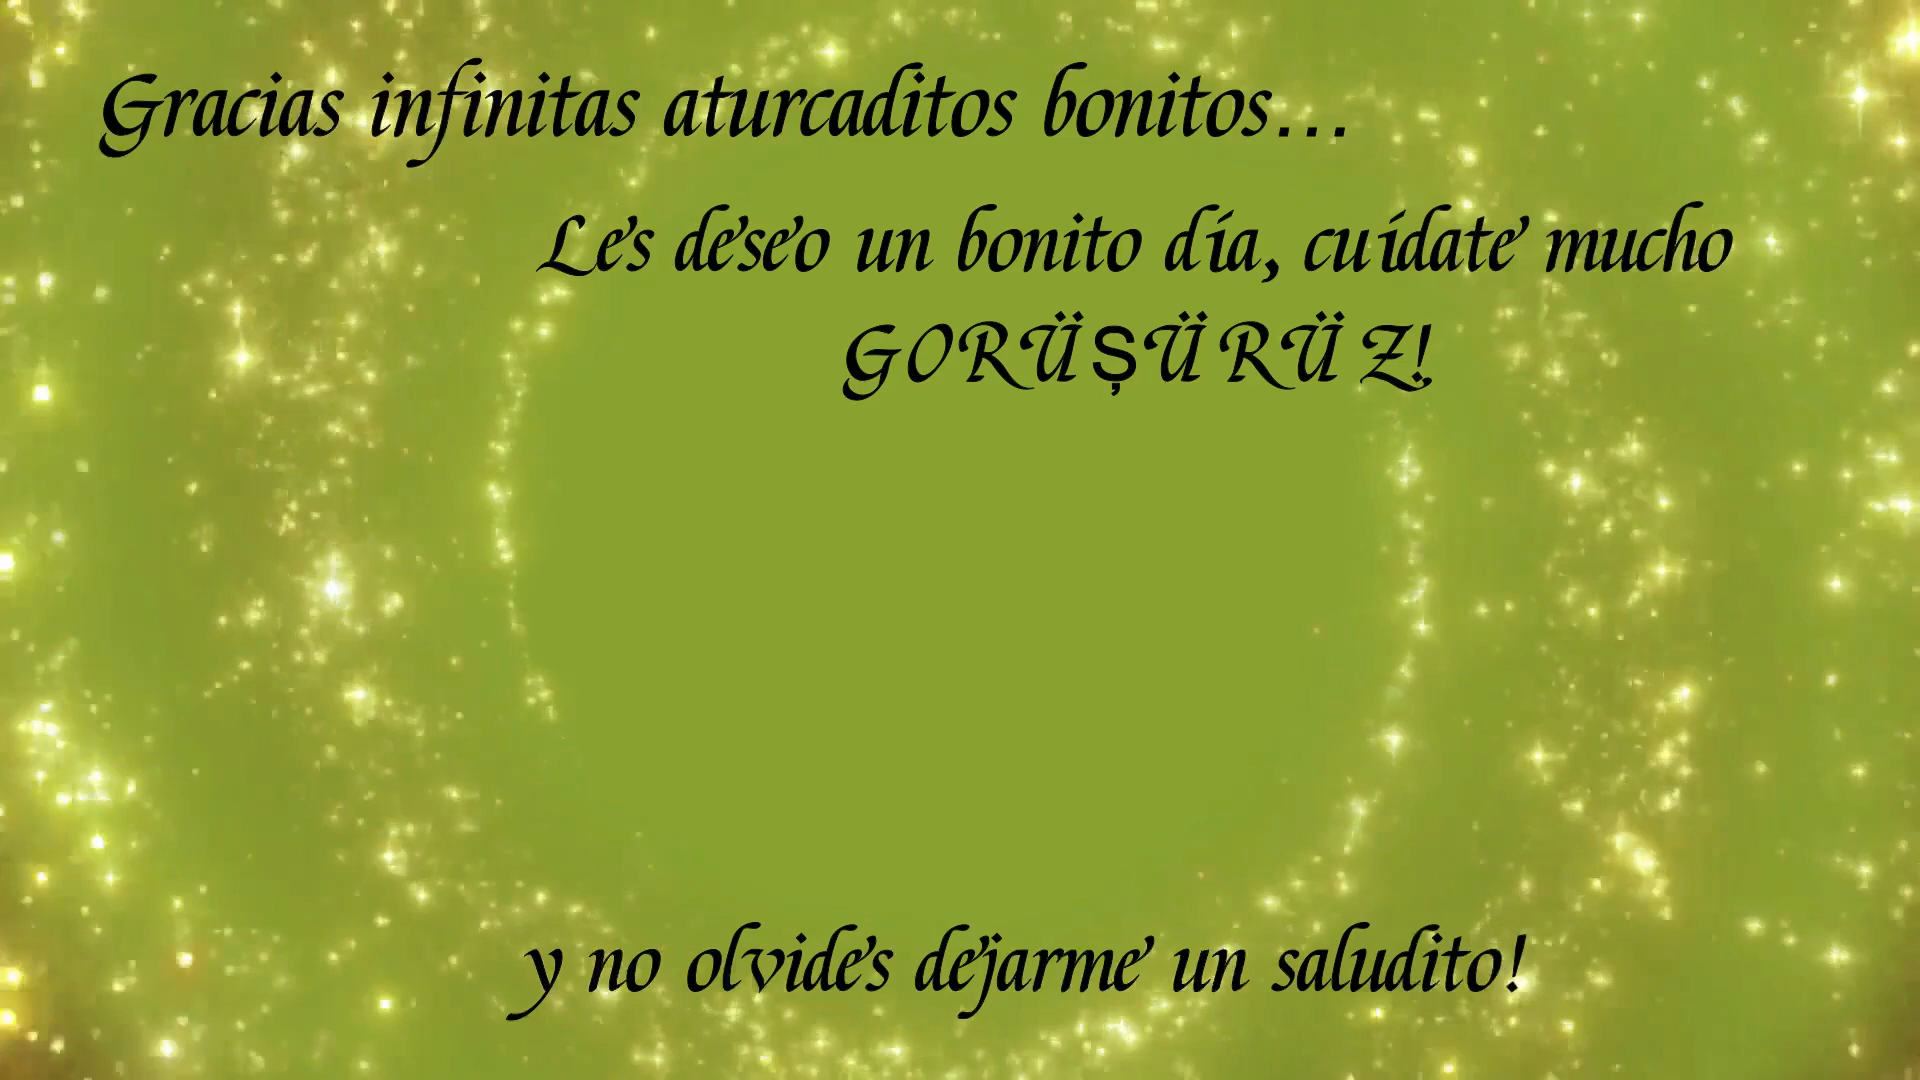 Gracias infinitas aturcaditos bonitos...
Les deseo un bonito día, cuídate mucho
GORÜŞÜRÜZ!
y no olvides dejarme un saludito!